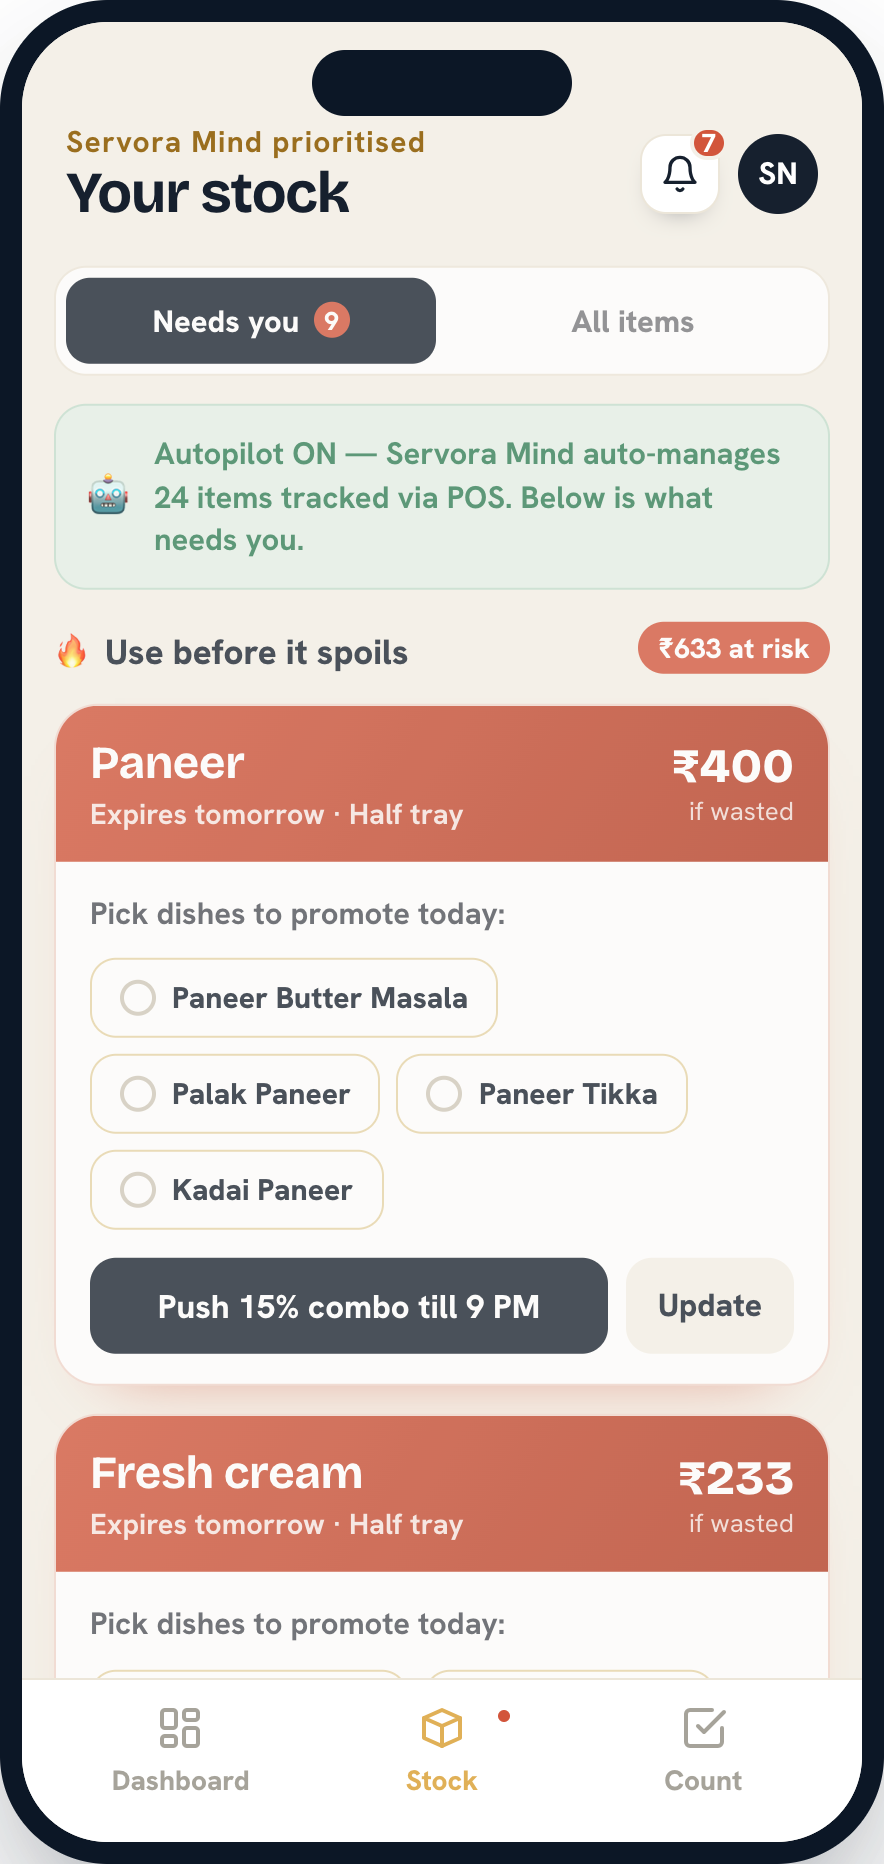 Servora Mind prioritised
Your stock
7
SN
Needs you 9
All items
Autopilot ON — Servora Mind auto-manages
24 items tracked via POS. Below is what
needs you.
Use before it spoils
₹633 at risk
Paneer
₹400
Expires tomorrow · Half tray
if wasted
Pick dishes to promote today:
Paneer Butter Masala
Palak Paneer
Paneer Tikka
Kadai Paneer
Push 15% combo till 9 PM
Update
Fresh cream
₹233
Expires tomorrow · Half tray
if wasted
Pick dishes to promote today:
Dashboard
Stock
Count